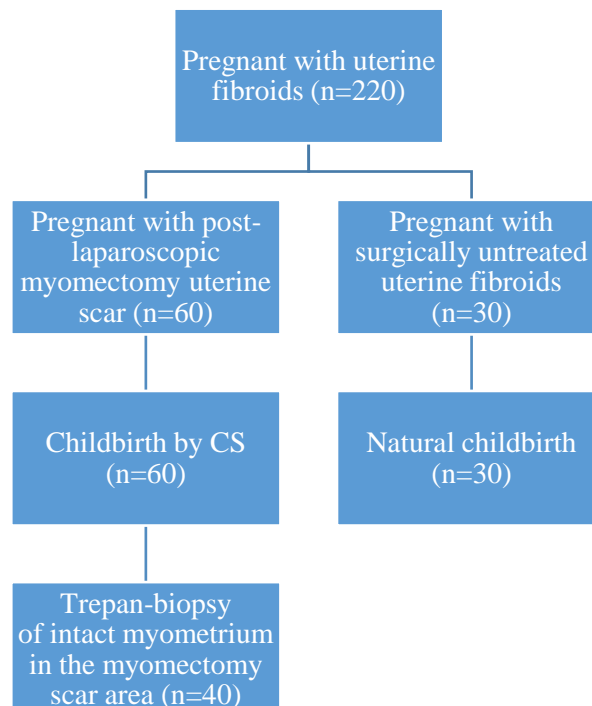 Pregnant with uterine
fibroids (n=220)
Pregnant with post-
laparoscopic
myomectomy uterine
scar (n=60)
Pregnant with
surgically untreated
uterine fibroids
(n=30)
Childbirth by CS
(n=60)
Natural childbirth
(n=30)
Trepan-biopsy
of intact myometrium
in the myomectomy
scar area (n=40)